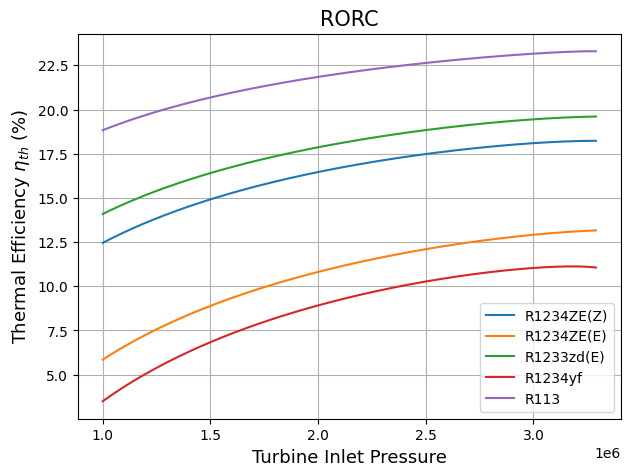 RORC
Thermal Efficiency η_th (%)
22.5
20.0
17.5
15.0
12.5
10.0
7.5
5.0
R1234ZE(Z)
R1234ZE(E)
R1233zd(E)
R1234yf
R113
1.0 1.5 2.0 2.5 3.0
1e6
Turbine Inlet Pressure